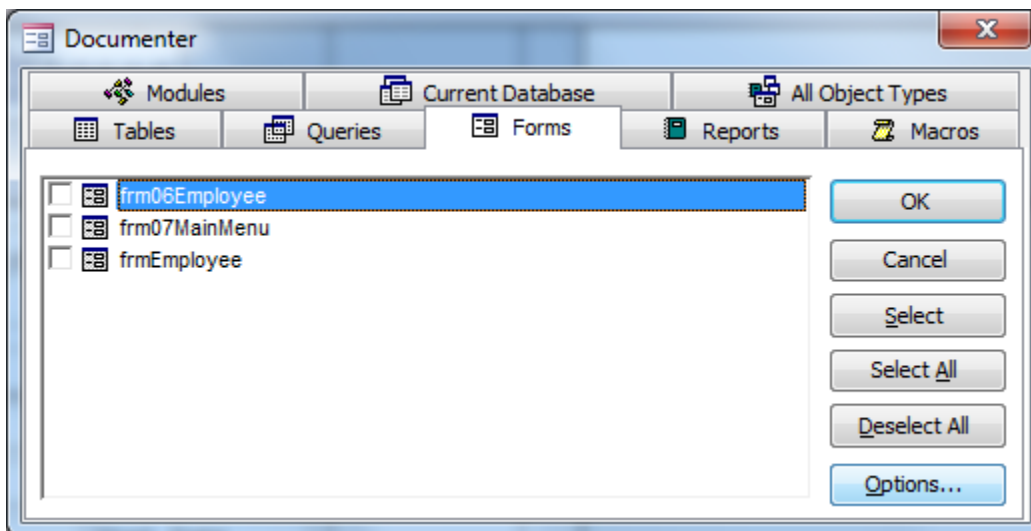 Documenter
Modules
Current Database
All Object Types
Tables
Queries
Forms
Reports
Macros
frm06Employee
frm07MainMenu
frmEmployee
OK
Cancel
Select
Select All
Deselect All
Options...